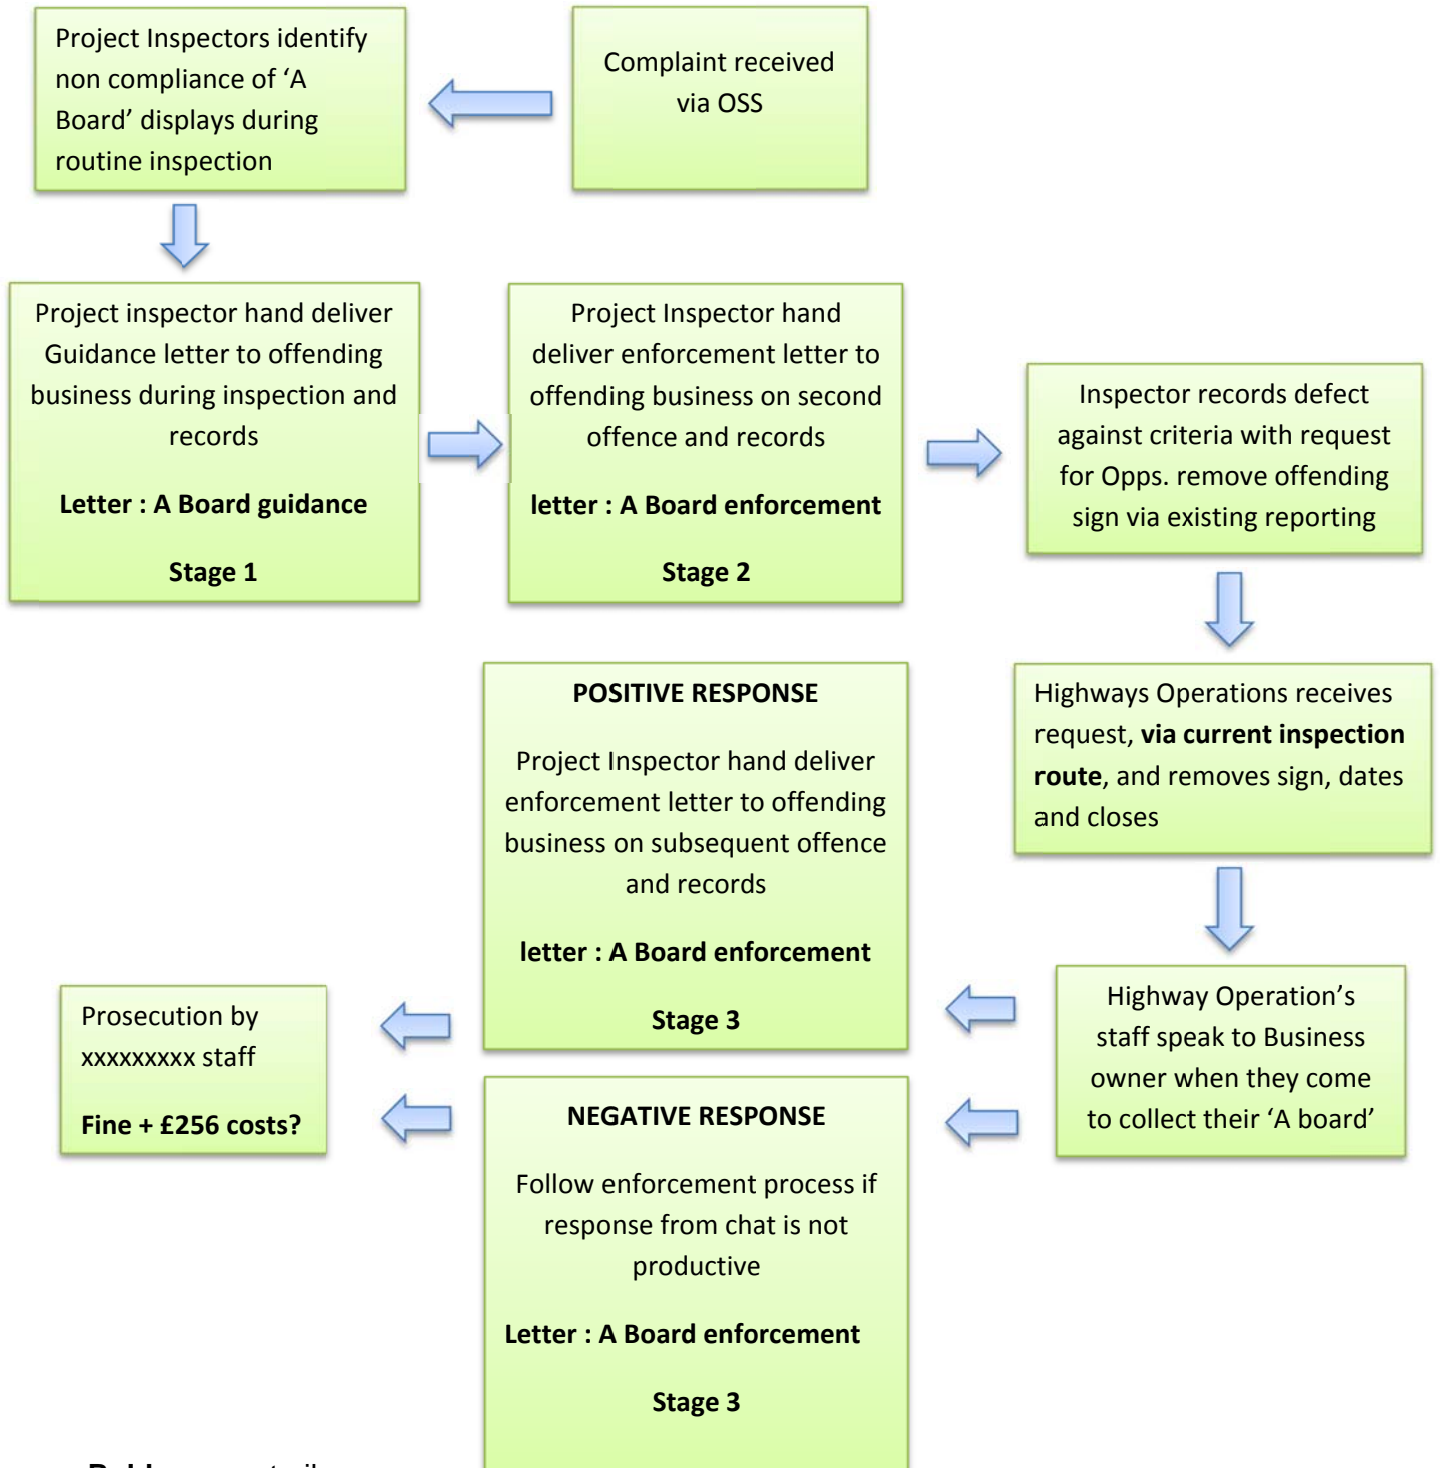 Project Inspectors identify
non compliance of ‘A
Board’ displays during
routine inspection
Complaint received
via OSS
Project inspector hand deliver
Guidance letter to offending
business during inspection and
records
Letter : A Board guidance
Stage 1
Project Inspector hand
deliver enforcement letter to
offending business on second
offence and records
letter : A Board enforcement
Stage 2
Inspector records defect
against criteria with request
for Opps. remove offending
sign via existing reporting
Highways Operations receives
request, via current inspection
route, and removes sign, dates
and closes
Highway Operation’s
staff speak to Business
owner when they come
to collect their ‘A board’
POSITIVE RESPONSE
Project Inspector hand deliver
enforcement letter to offending
business on subsequent offence
and records
letter : A Board enforcement
Stage 3
NEGATIVE RESPONSE
Follow enforcement process if
response from chat is not
productive
Letter : A Board enforcement
Stage 3
Prosecution by
xxxxxxxxx staff
Fine + £256 costs?